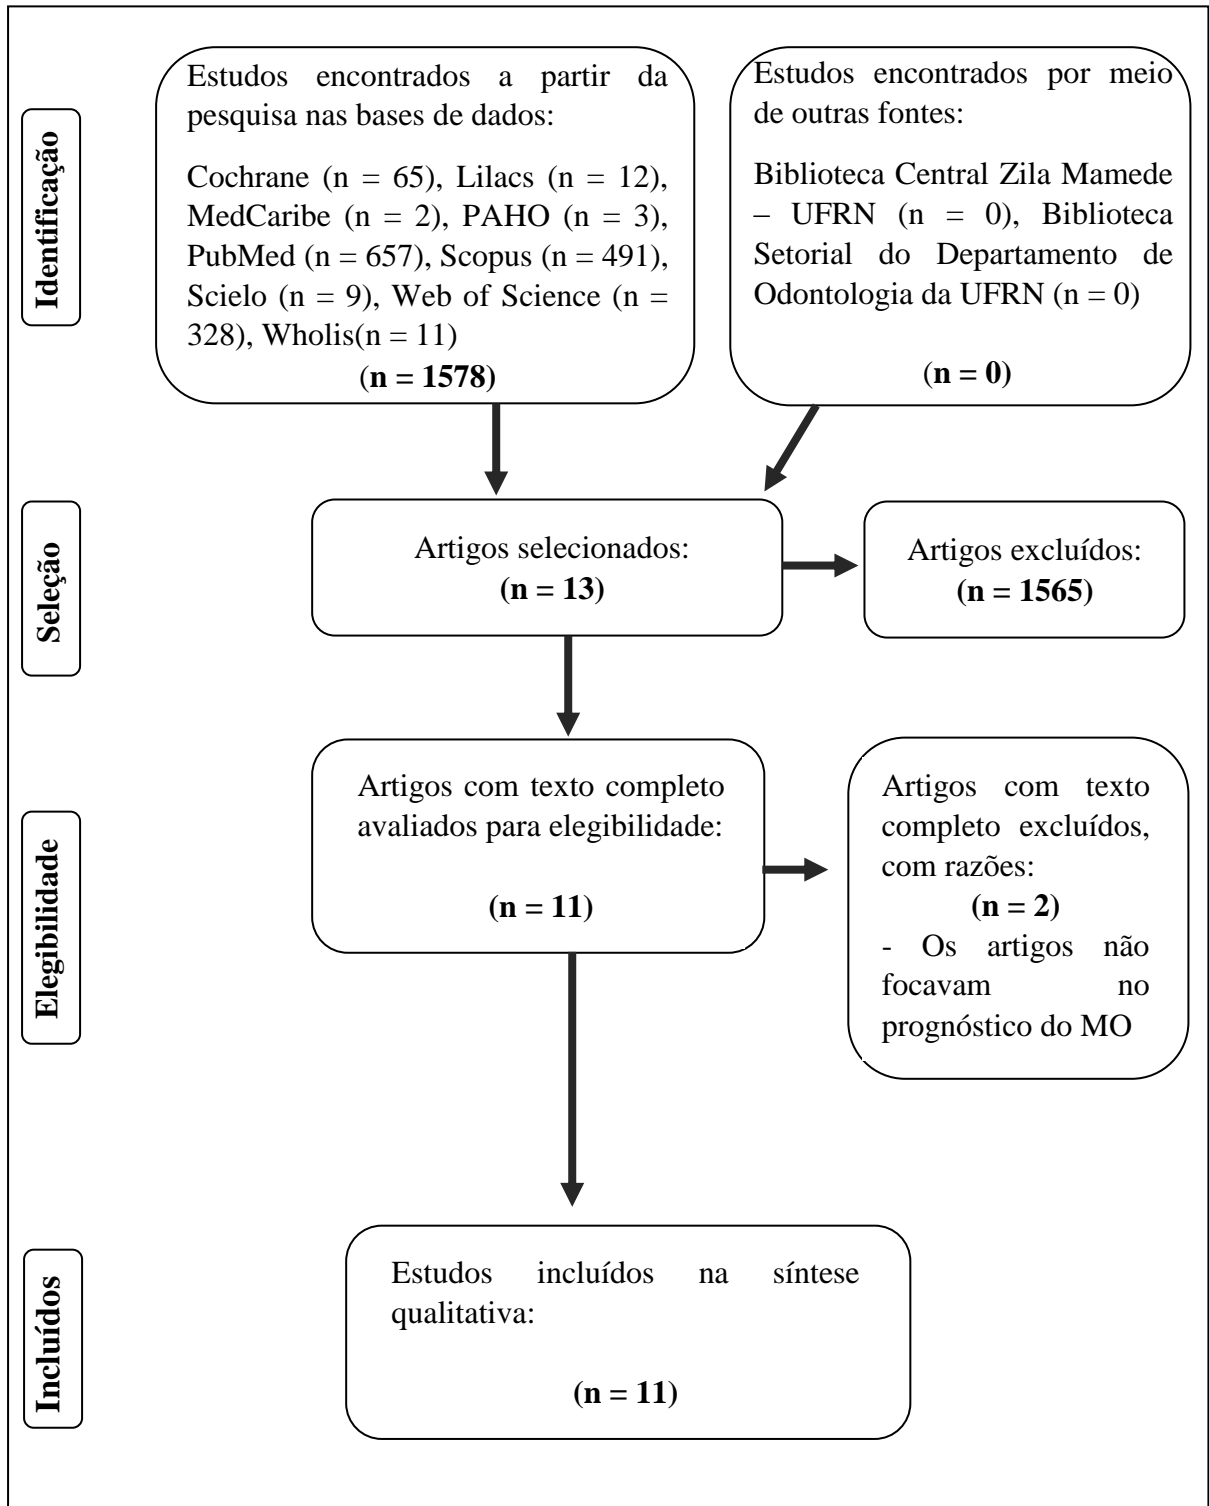 Identificação
Estudos encontrados a partir da
pesquisa nas bases de dados:
Cochrane (n = 65), Lilacs (n = 12),
MedCaribe (n = 2), PAHO (n = 3),
PubMed (n = 657), Scopus (n = 491),
Scielo (n = 9), Web of Science (n =
328), Wholis(n = 11)
(n = 1578)
Estudos encontrados por meio
de outras fontes:
Biblioteca Central Zila Mamede
– UFRN (n = 0), Biblioteca
Setorial do Departamento de
Odontologia da UFRN (n = 0)
(n = 0)
Seleção
Artigos selecionados:
(n = 13)
Artigos excluídos:
(n = 1565)
Elegibilidade
Artigos com texto completo
avaliados para elegibilidade:
(n = 11)
Artigos com texto
completo excluídos,
com razões:
(n = 2)
- Os artigos não
focavam no
prognóstico do MO
Incluídos
Estudos incluídos na síntese
qualitativa:
(n = 11)